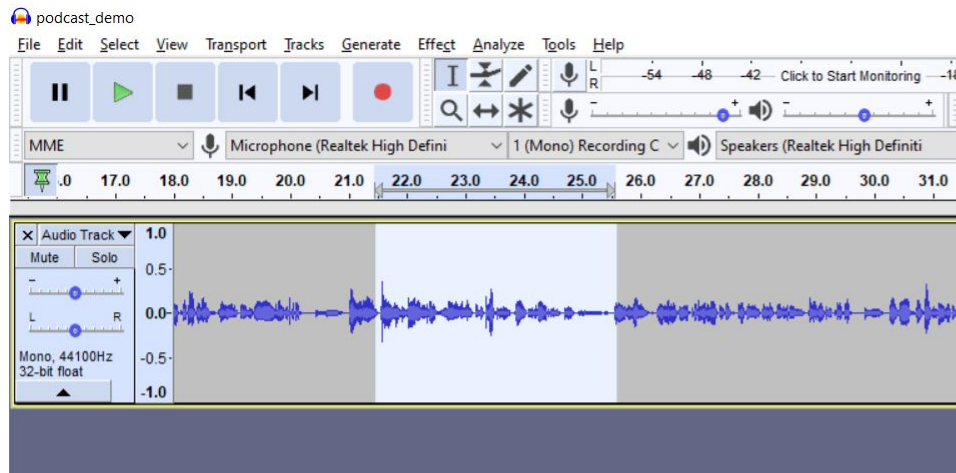 podcast_demo
File Edit Select View Transport Tracks Generate Effect Analyze Tools Help
L
R -54 -48 -42 Click to Start Monitoring -18
- + - +
MME Microphone (Realtek High Defini 1 (Mono) Recording C Speakers (Realtek High Definiti
.0 17.0 18.0 19.0 20.0 21.0 22.0 23.0 24.0 25.0 26.0 27.0 28.0 29.0 30.0 31.0
X Audio Track 1.0
Mute Solo
- + 0.5
L R 0.0
Mono, 44100Hz -0.5
32-bit float
-1.0